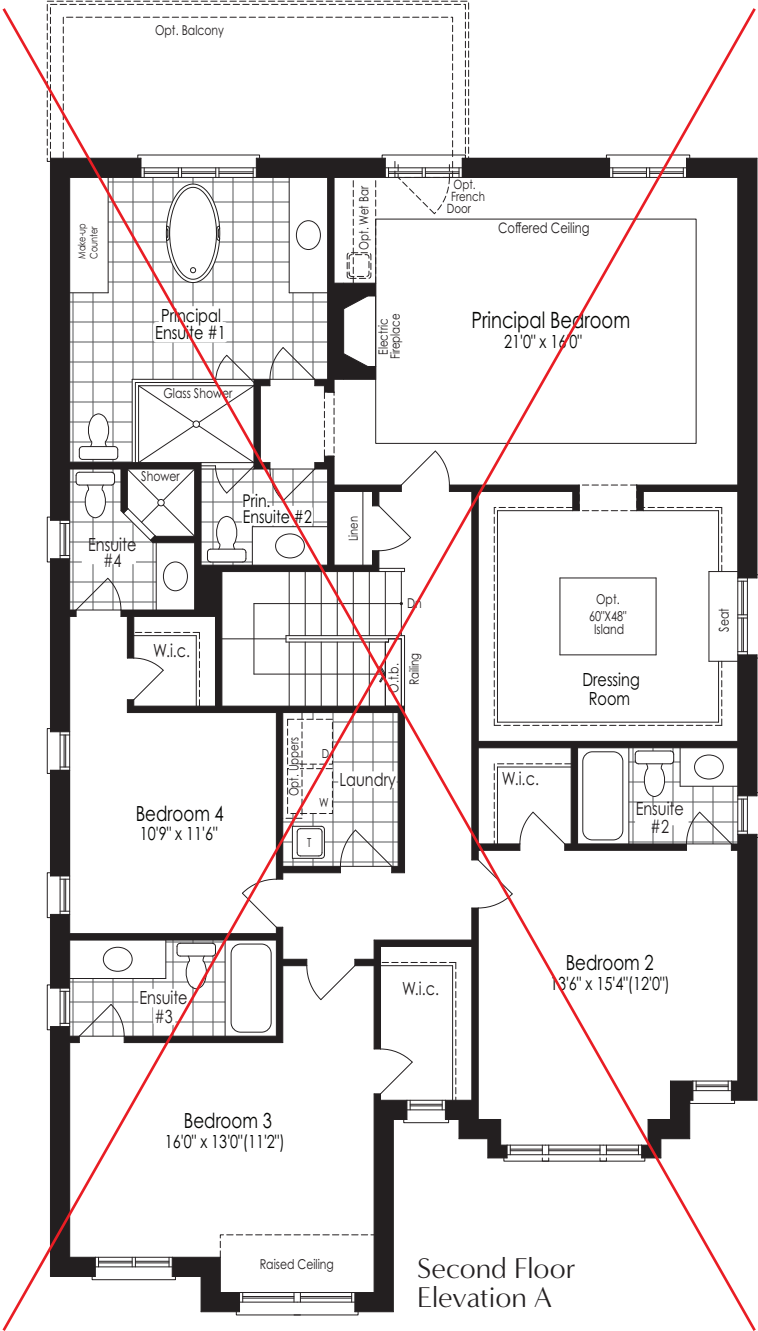 Opt. Balcony
Make-up
Counter
Opt. Wet Bar
Opt.
French
Door
Coffered Ceiling
Principal
Ensuite #1
Electric
Fireplace
Principal Bedroom
21'0" x 16'0"
Glass Shower
Shower
Prin.
Ensuite #2
Linen
Ensuite
#4
Dn
Opt.
60"X48"
Island
Seat
W.i.c.
O.t.b.
Railing
Dressing
Room
Opt. Uppers
D
W
T
Laundry
W.i.c.
Ensuite
#2
Bedroom 4
10'9" x 11'6"
Bedroom 2
13'6" x 15'4"(12'0")
W.i.c.
Ensuite
#3
Bedroom 3
16'0" x 13'0"(11'2")
Raised Ceiling
Second Floor
Elevation A